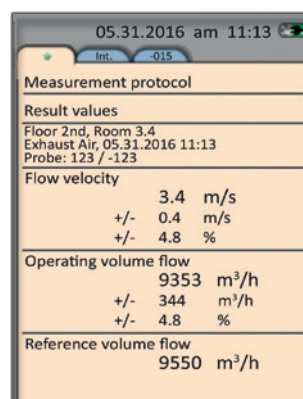 05.31.2016 am 11:13
Int. -015
Measurement protocol
Result values
Floor 2nd, Room 3.4
Exhaust Air, 05.31.2016 11:13
Probe: 123 / -123
Flow velocity
3.4 m/s
+/- 0.4 m/s
+/- 4.8 %
Operating volume flow
9353 m³/h
+/- 344 m³/h
+/- 4.8 %
Reference volume flow
9550 m³/h